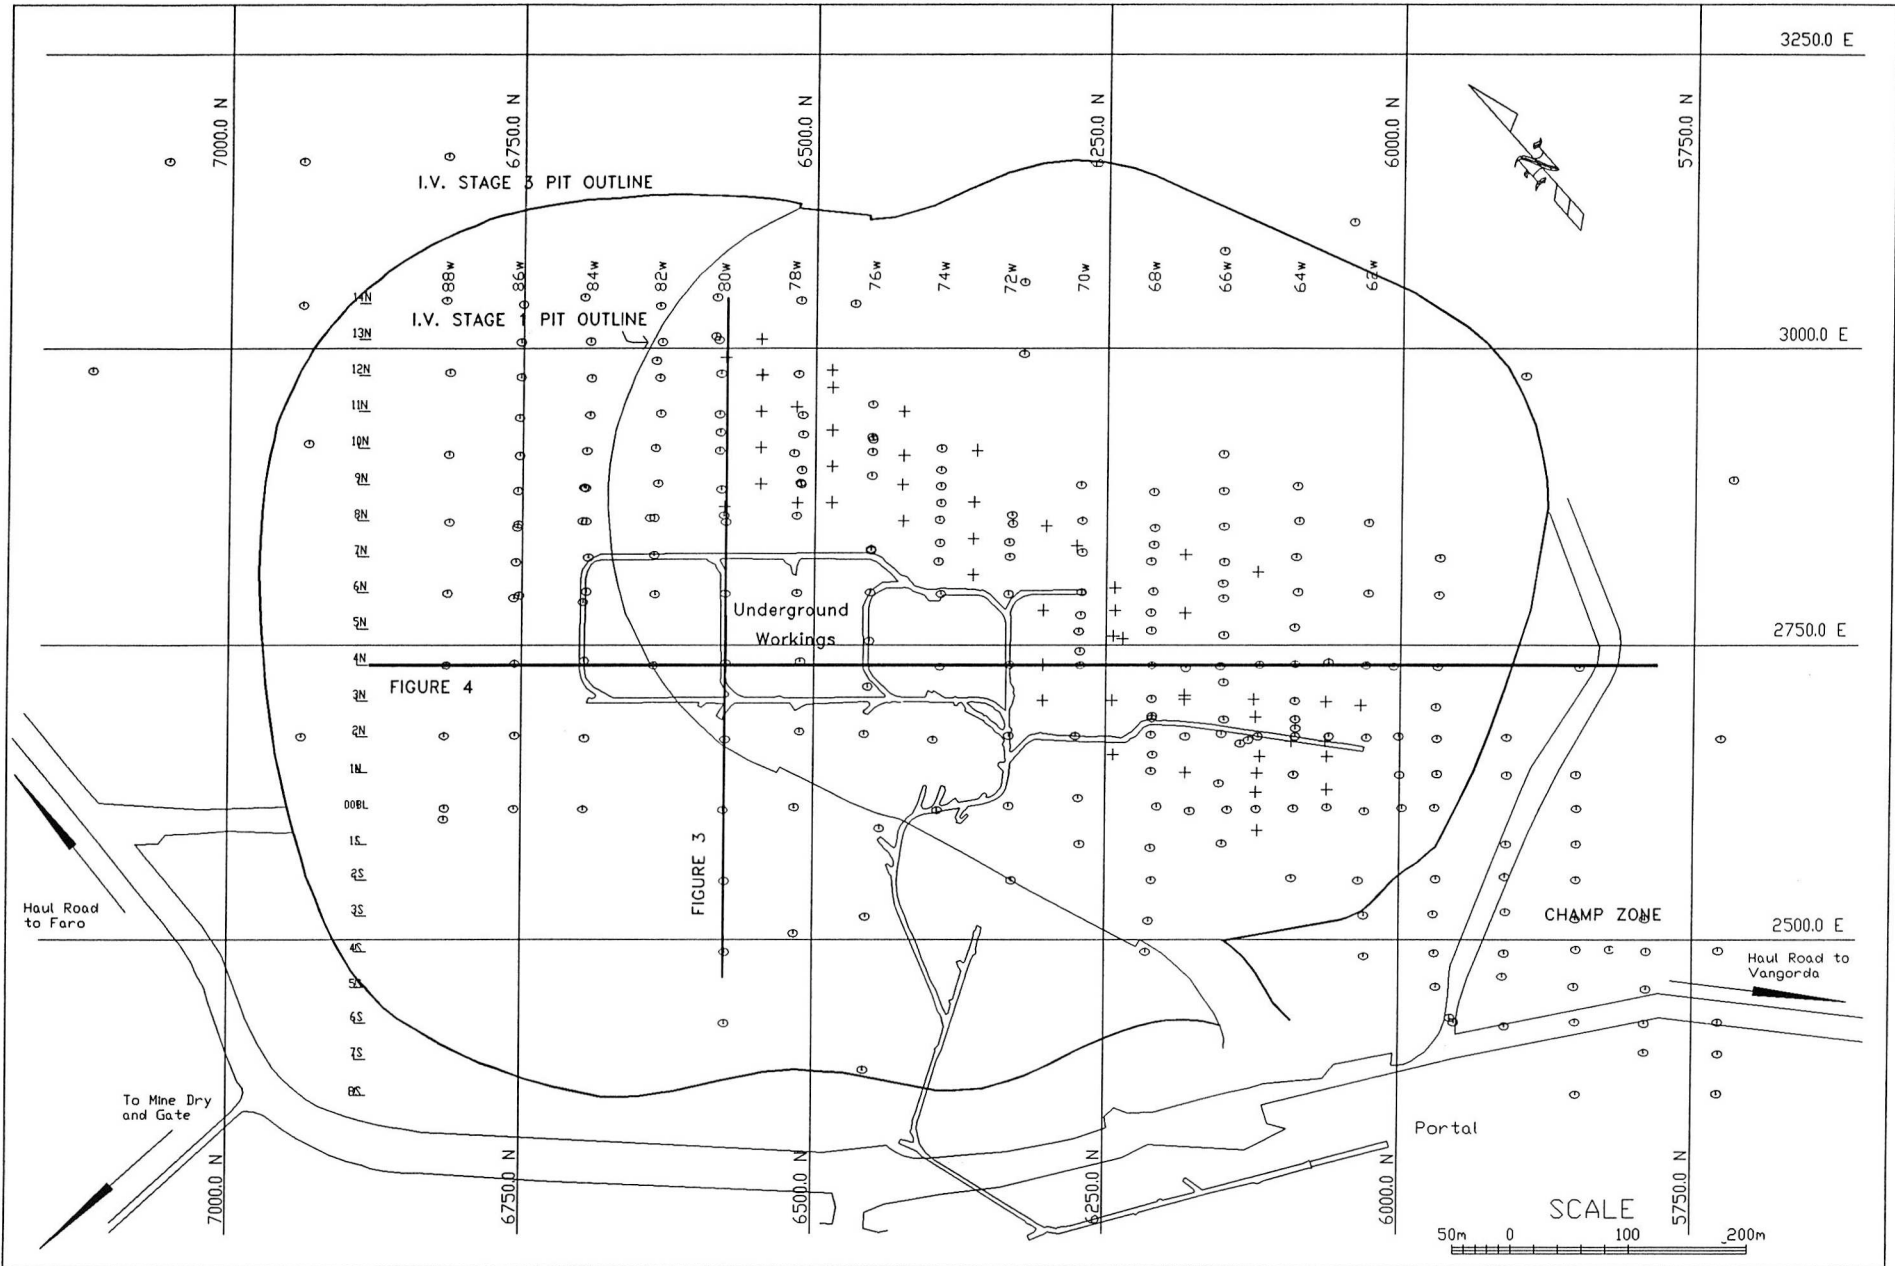 3250.0 E
7000.0 N
6750.0 N
6500.0 N
6250.0 N
6000.0 N
5750.0 N
N
I.V. STAGE 3 PIT OUTLINE
88w
86w
84w
82w
80w
78w
76w
74w
72w
70w
68w
66w
64w
62w
14N
I.V. STAGE 1 PIT OUTLINE
13N
3000.0 E
12N
11N
10N
9N
8N
7N
6N
Underground
Workings
5N
2750.0 E
4N
FIGURE 4
3N
2N
1N
00BL
1S
FIGURE 3
2S
Haul Road
to Faro
3S
CHAMP ZONE
2500.0 E
4S
Haul Road to
Vangorda
5S
6S
7S
8S
To Mine Dry
and Gate
Portal
7000.0 N
6750.0 N
6500.0 N
6250.0 N
6000.0 N
5750.0 N
SCALE
50m 0 100 200m